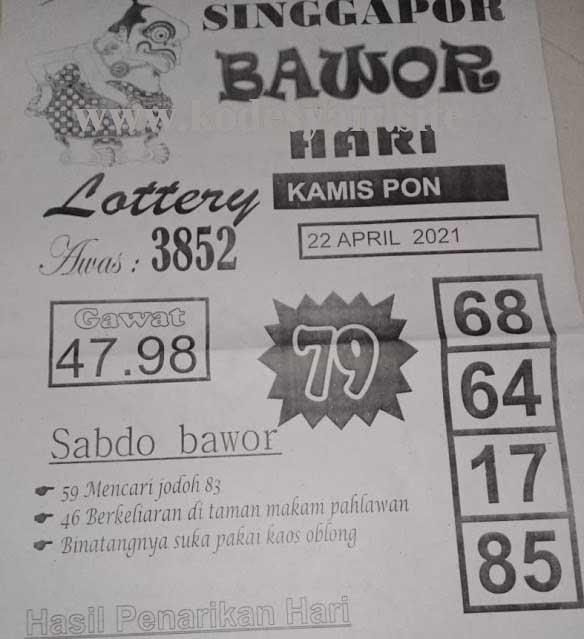 SINGGAPOR
BAWOR
HARI
Lottery
KAMIS PON
Awas : 3852
22 APRIL 2021
Gawat
47.98
79
68
64
17
85
Sabdo bawor
59 Mencari jodoh 83
46 Berkeliaran di taman makam pahlawan
Binatangnya suka pakai kaos oblong
Hasil Penarikan Hari